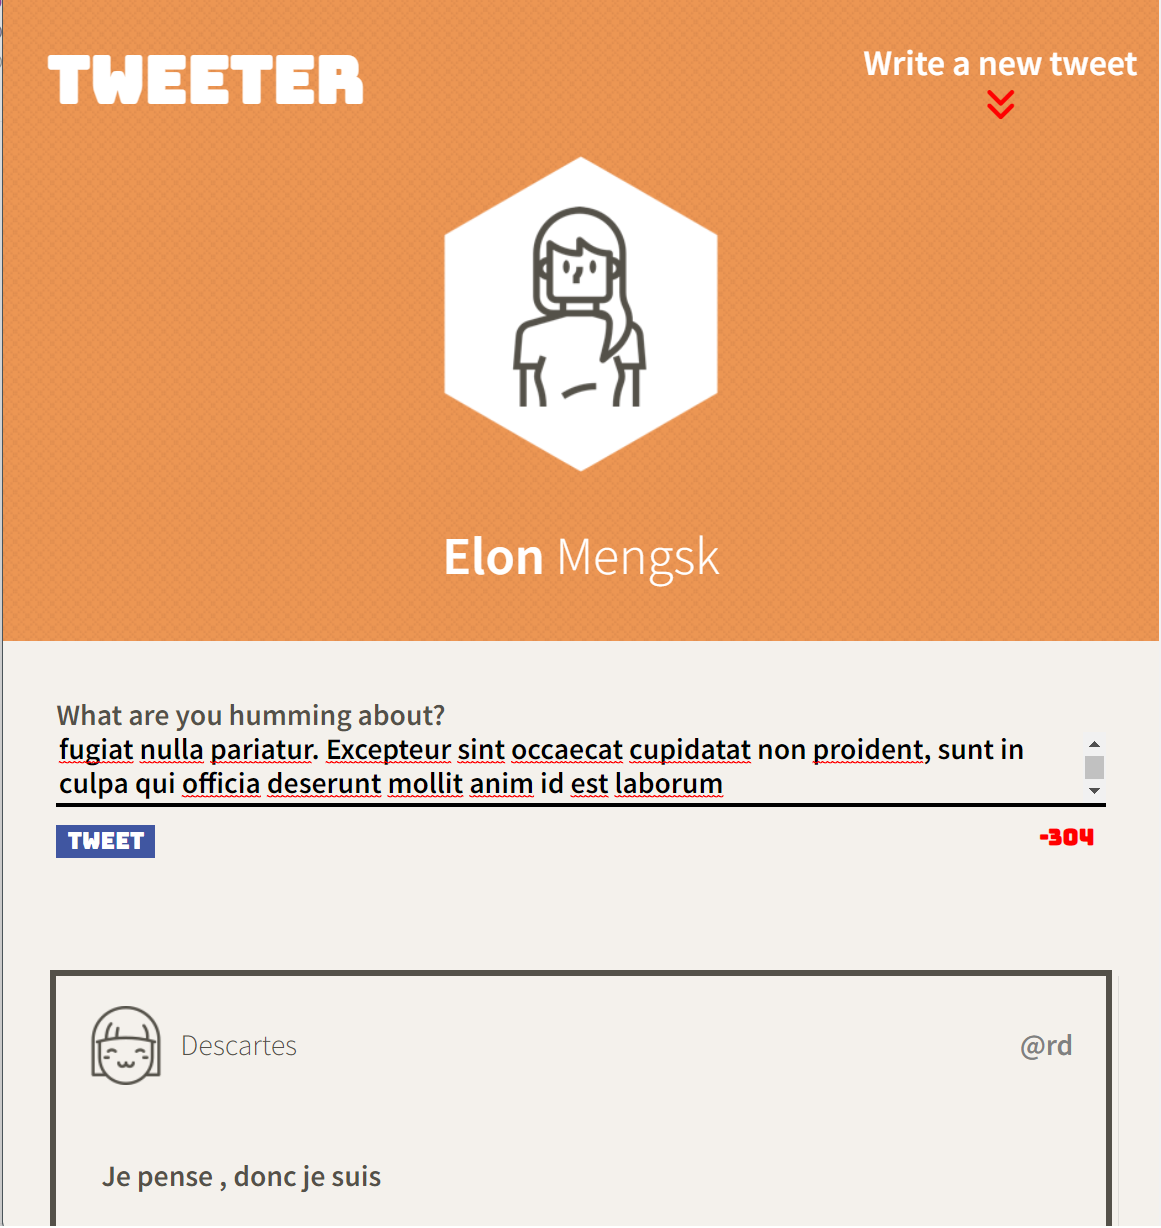 TWEETER
Write a new tweet
Elon Mengsk
What are you humming about?
fugiat nulla pariatur. Excepteur sint occaecat cupidatat non proident, sunt in
culpa qui officia deserunt mollit anim id est laborum
TWEET
-304
Descartes
@rd
Je pense , donc je suis